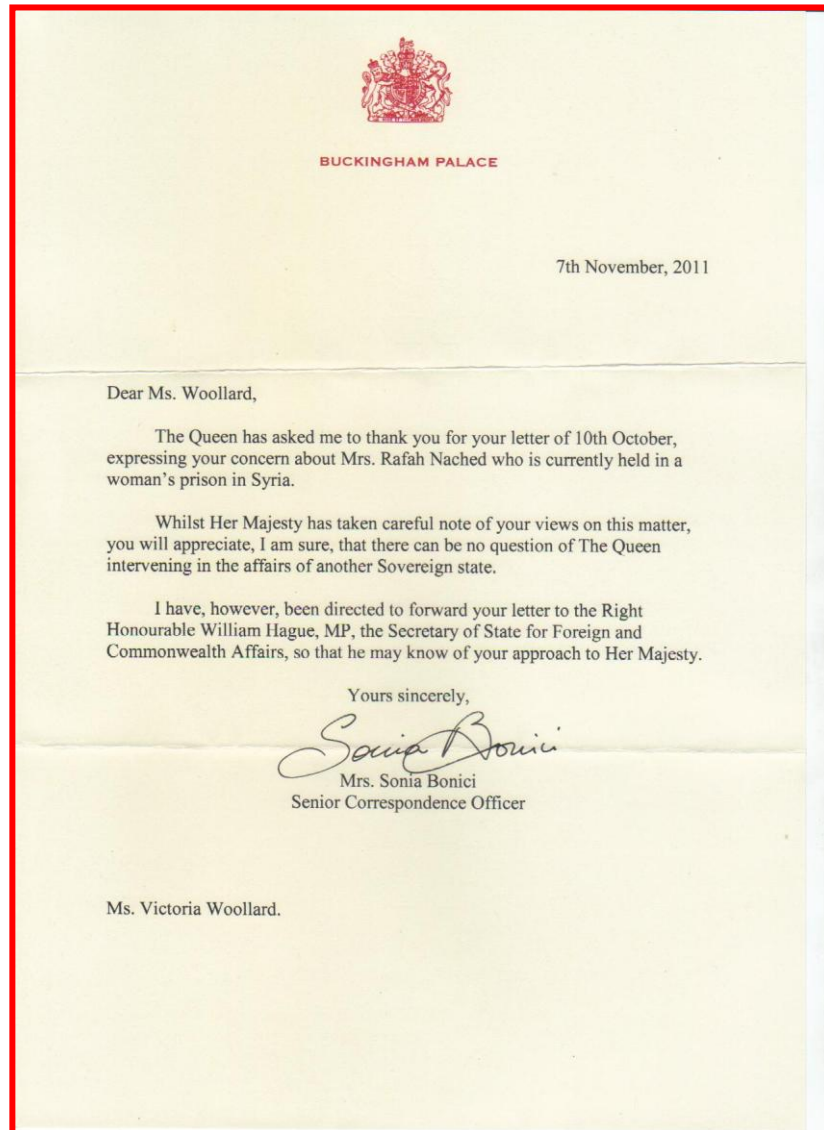 BUCKINGHAM PALACE
7th November, 2011
Dear Ms. Woollard,
The Queen has asked me to thank you for your letter of 10th October,
expressing your concern about Mrs. Rafah Nached who is currently held in a
woman's prison in Syria.
Whilst Her Majesty has taken careful note of your views on this matter,
you will appreciate, I am sure, that there can be no question of The Queen
intervening in the affairs of another Sovereign state.
I have, however, been directed to forward your letter to the Right
Honourable William Hague, MP, the Secretary of State for Foreign and
Commonwealth Affairs, so that he may know of your approach to Her Majesty.
Yours sincerely,
Sonia Bonici
Mrs. Sonia Bonici
Senior Correspondence Officer
Ms. Victoria Woollard.